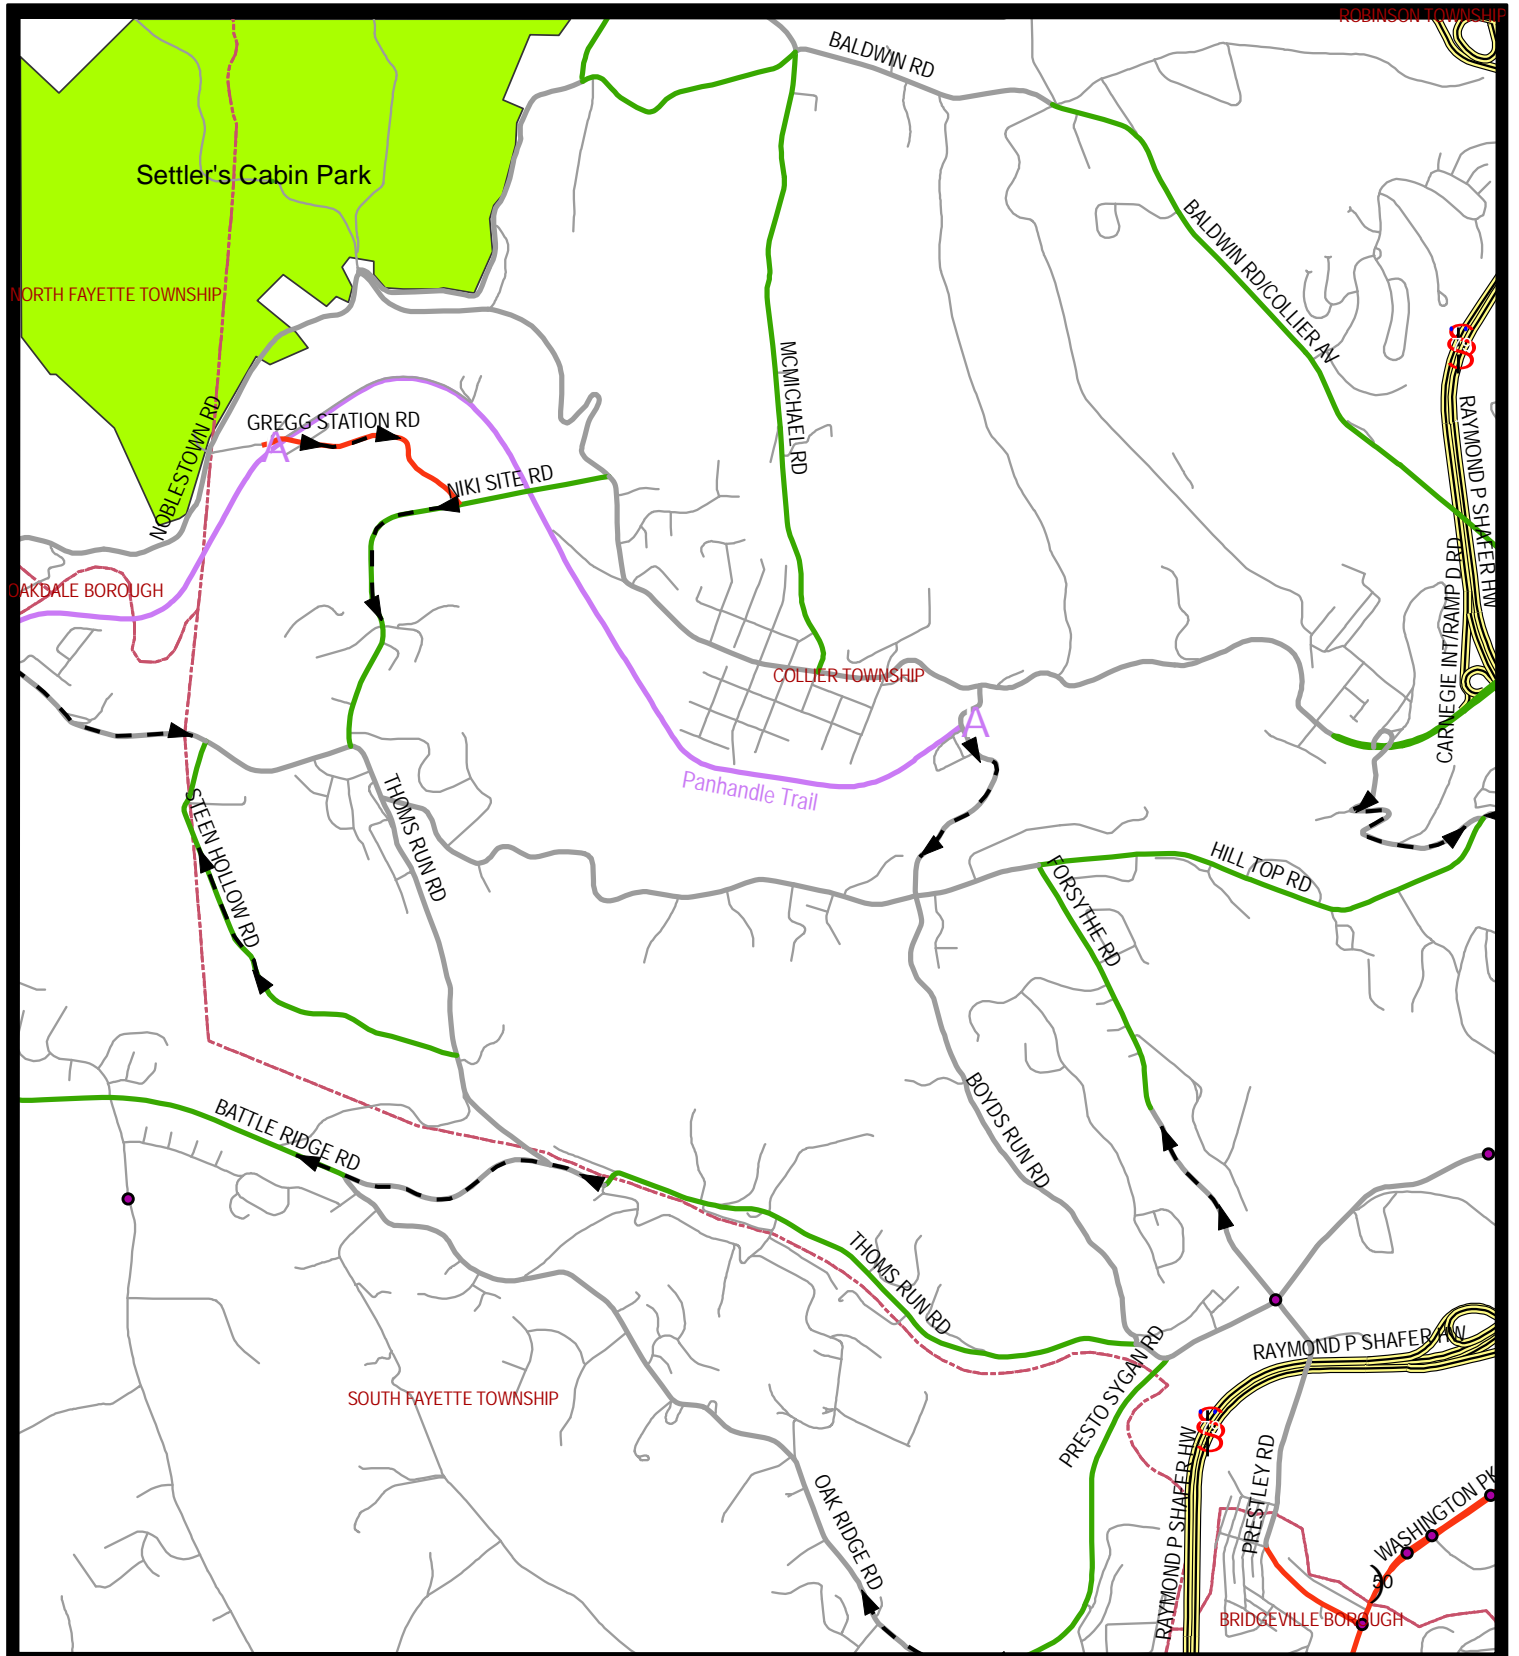 ROBINSON TOWNSHIP
BALDWIN RD
Settler's Cabin Park
BALDWIN RD/COLLIER AV
NORTH FAYETTE TOWNSHIP
MCMICHAEL RD
RAYMOND P SHAFER HW
NOBLESTOWN RD
GREGG STATION RD
A
NIKI SITE RD
OAKDALE BOROUGH
CARNEGIE INT/RAMP D RD
COLLIER TOWNSHIP
A
Panhandle Trail
STEEN HOLLOW RD
THOMS RUN RD
HILL TOP RD
FORSYTHE RD
BATTLE RIDGE RD
BOYDS RUN RD
THOMS RUN RD
PRESTO SYGAN RD
RAYMOND P SHAFER HW
SOUTH FAYETTE TOWNSHIP
RAYMOND P SHAFER HW
PRESTLEY RD
WASHINGTON PK
OAK RIDGE RD
50
BRIDGEVILLE BOROUGH